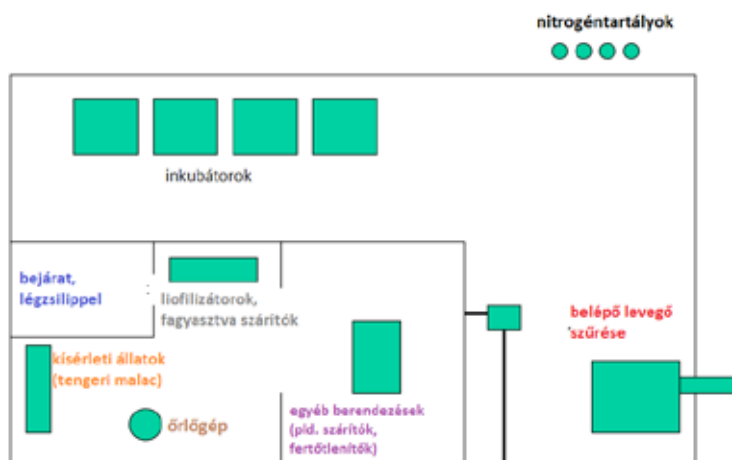 nitrogéntartályok
inkubátorok
bejárat,
légzsilippel
liofilizátorok,
fagyasztva szárítók
belépő levegő
szűrése
kísérleti állatok
(tengeri malac)
őrlőgép
egyéb berendezések
(pld. szárítók,
fertőtlenítők)